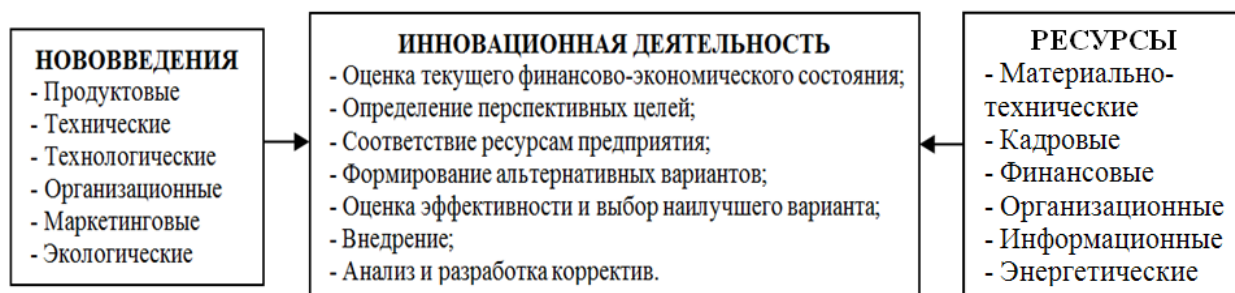 НОВОВВЕДЕНИЯ
- Продуктовые
- Технические
- Технологические
- Организационные
- Маркетинговые
- Экологические
ИННОВАЦИОННАЯ ДЕЯТЕЛЬНОСТЬ
- Оценка текущего финансово-экономического состояния;
- Определение перспективных целей;
- Соответствие ресурсам предприятия;
- Формирование альтернативных вариантов;
- Оценка эффективности и выбор наилучшего варианта;
- Внедрение;
- Анализ и разработка корректив.
РЕСУРСЫ
- Материально-
технические
- Кадровые
- Финансовые
- Организационные
- Информационные
- Энергетические